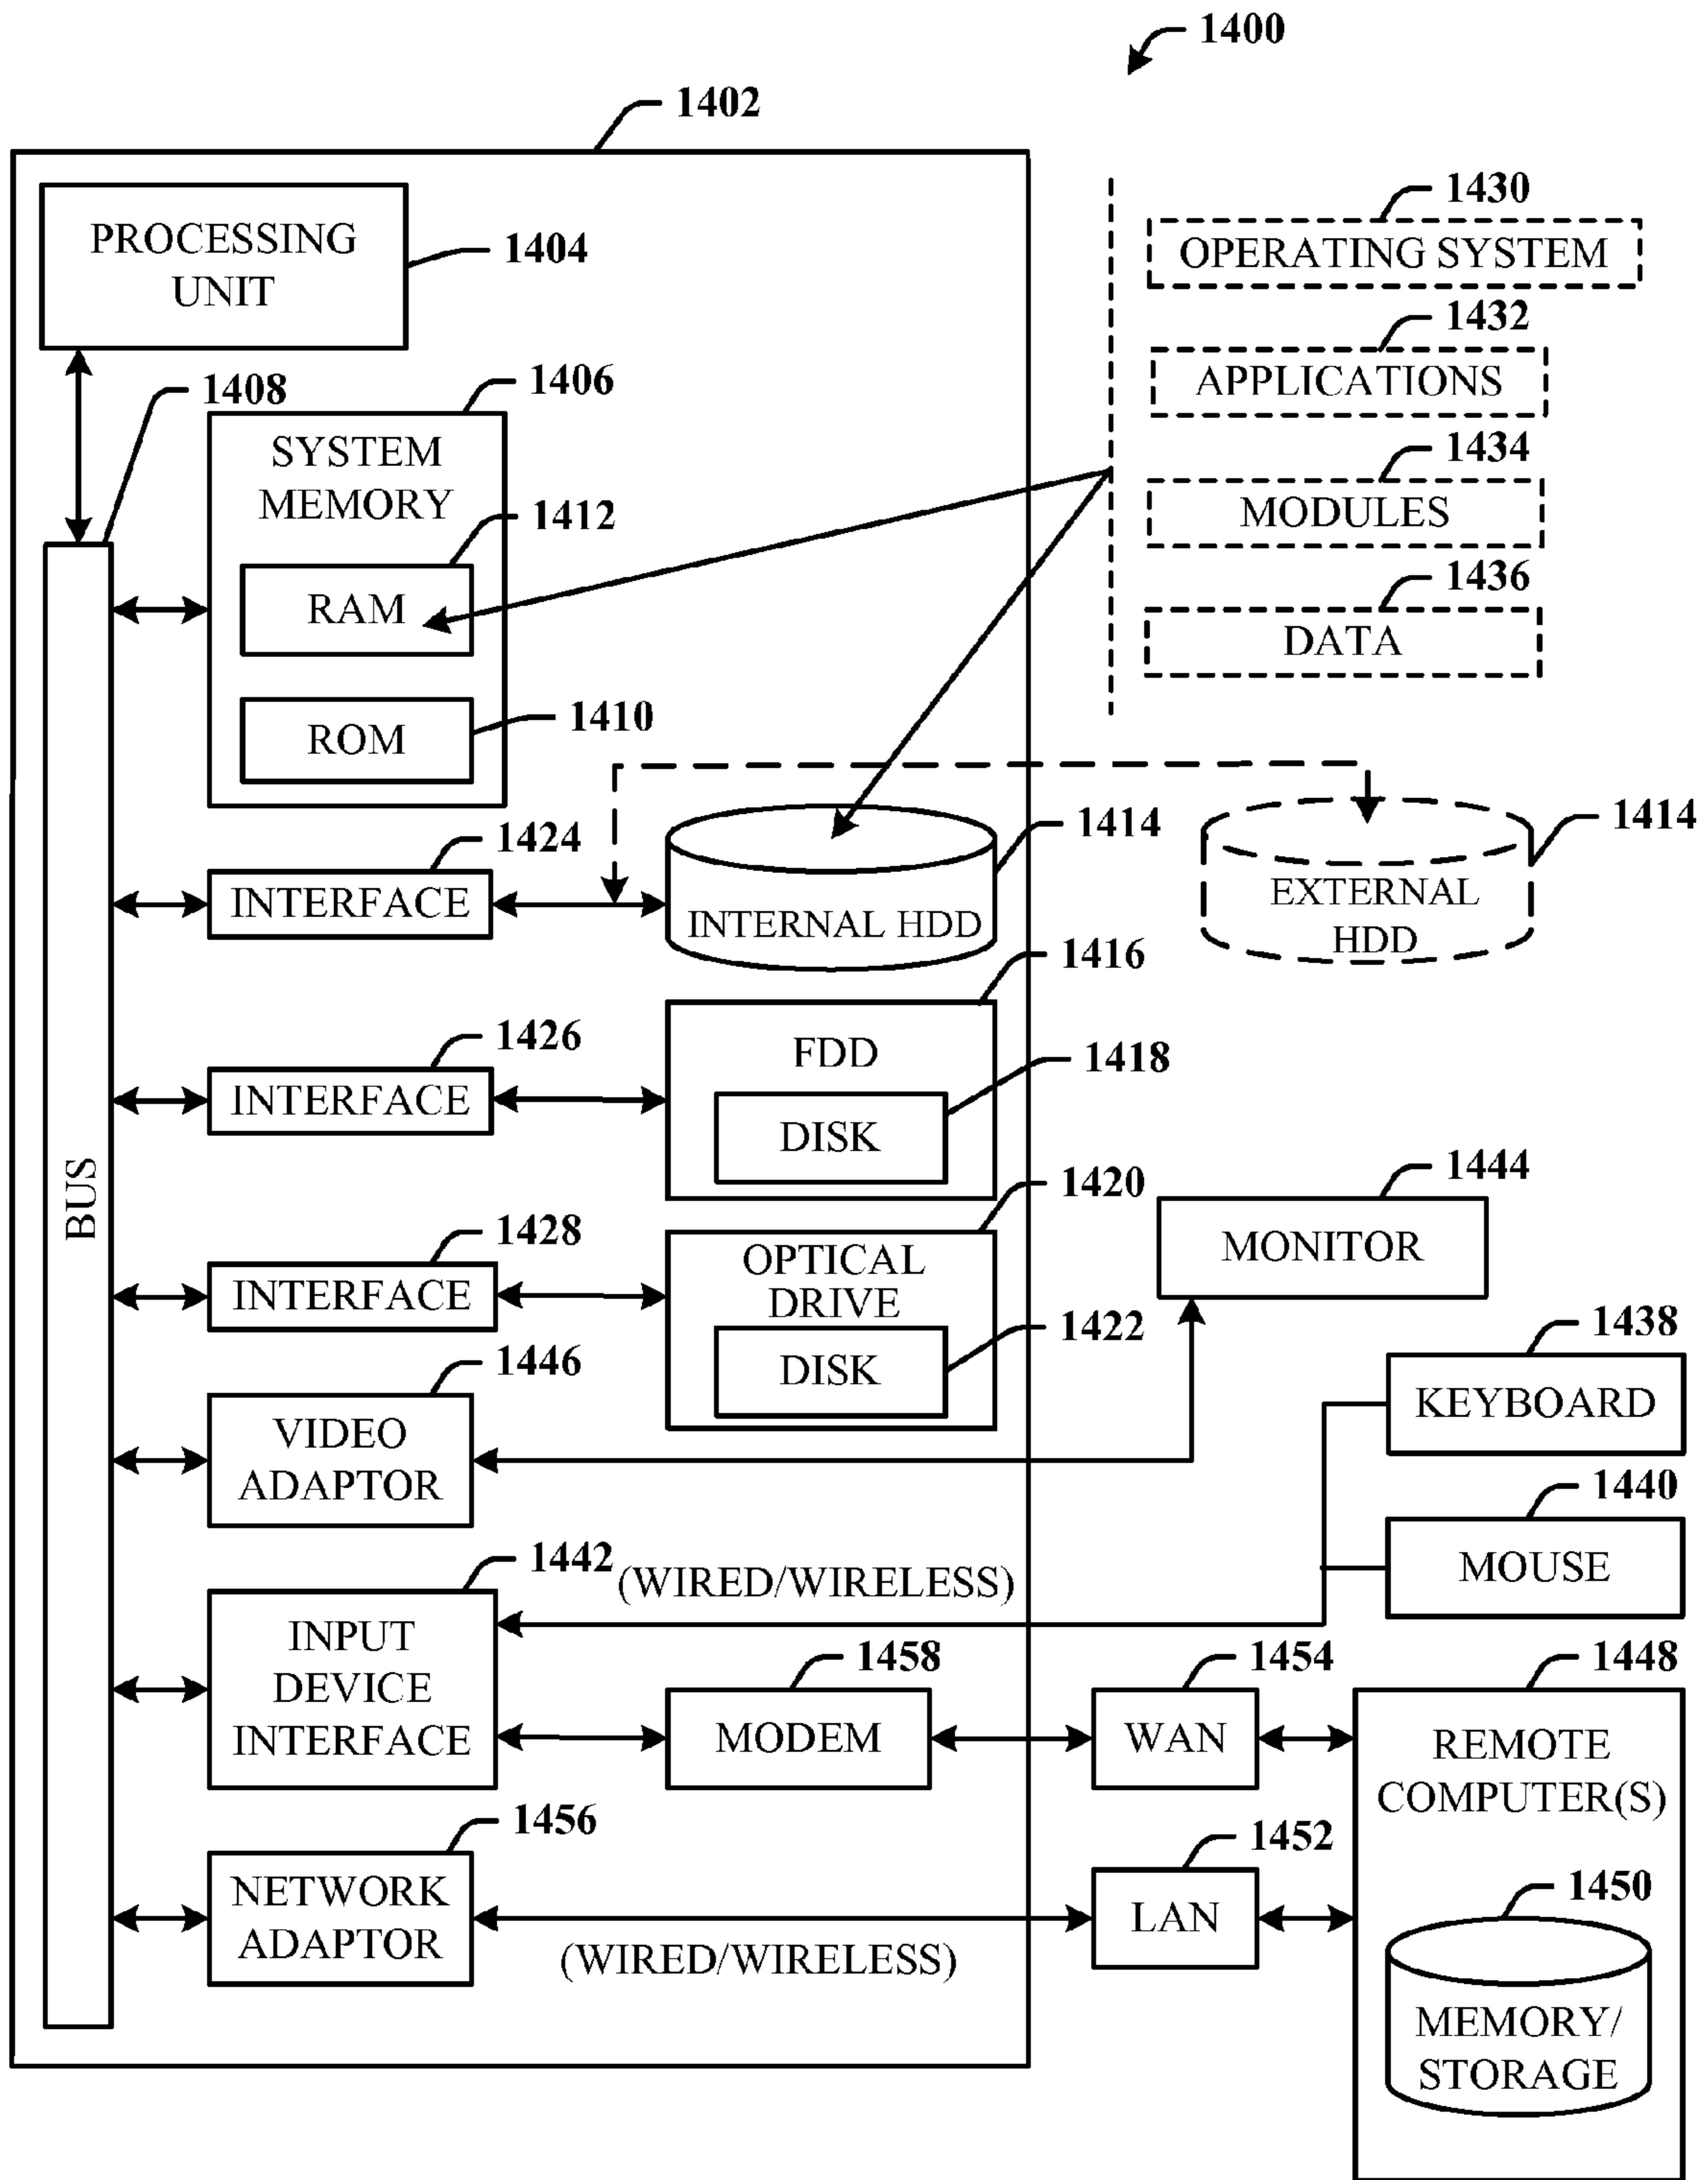 1400
1402
PROCESSING
UNIT
1404
1430
OPERATING SYSTEM
1432
APPLICATIONS
1434
MODULES
1436
DATA
1408
1406
SYSTEM
MEMORY
1412
RAM
1410
ROM
BUS
1424
INTERFACE
1414
INTERNAL HDD
1414
EXTERNAL
HDD
1426
INTERFACE
1416
FDD
1418
DISK
1428
INTERFACE
1420
OPTICAL
DRIVE
1422
DISK
1444
MONITOR
1446
VIDEO
ADAPTOR
1438
KEYBOARD
1440
MOUSE
1442
(WIRED/WIRELESS)
INPUT
DEVICE
INTERFACE
1458
MODEM
1454
WAN
1448
REMOTE
COMPUTER(S)
1456
NETWORK
ADAPTOR
(WIRED/WIRELESS)
1452
LAN
1450
MEMORY/
STORAGE